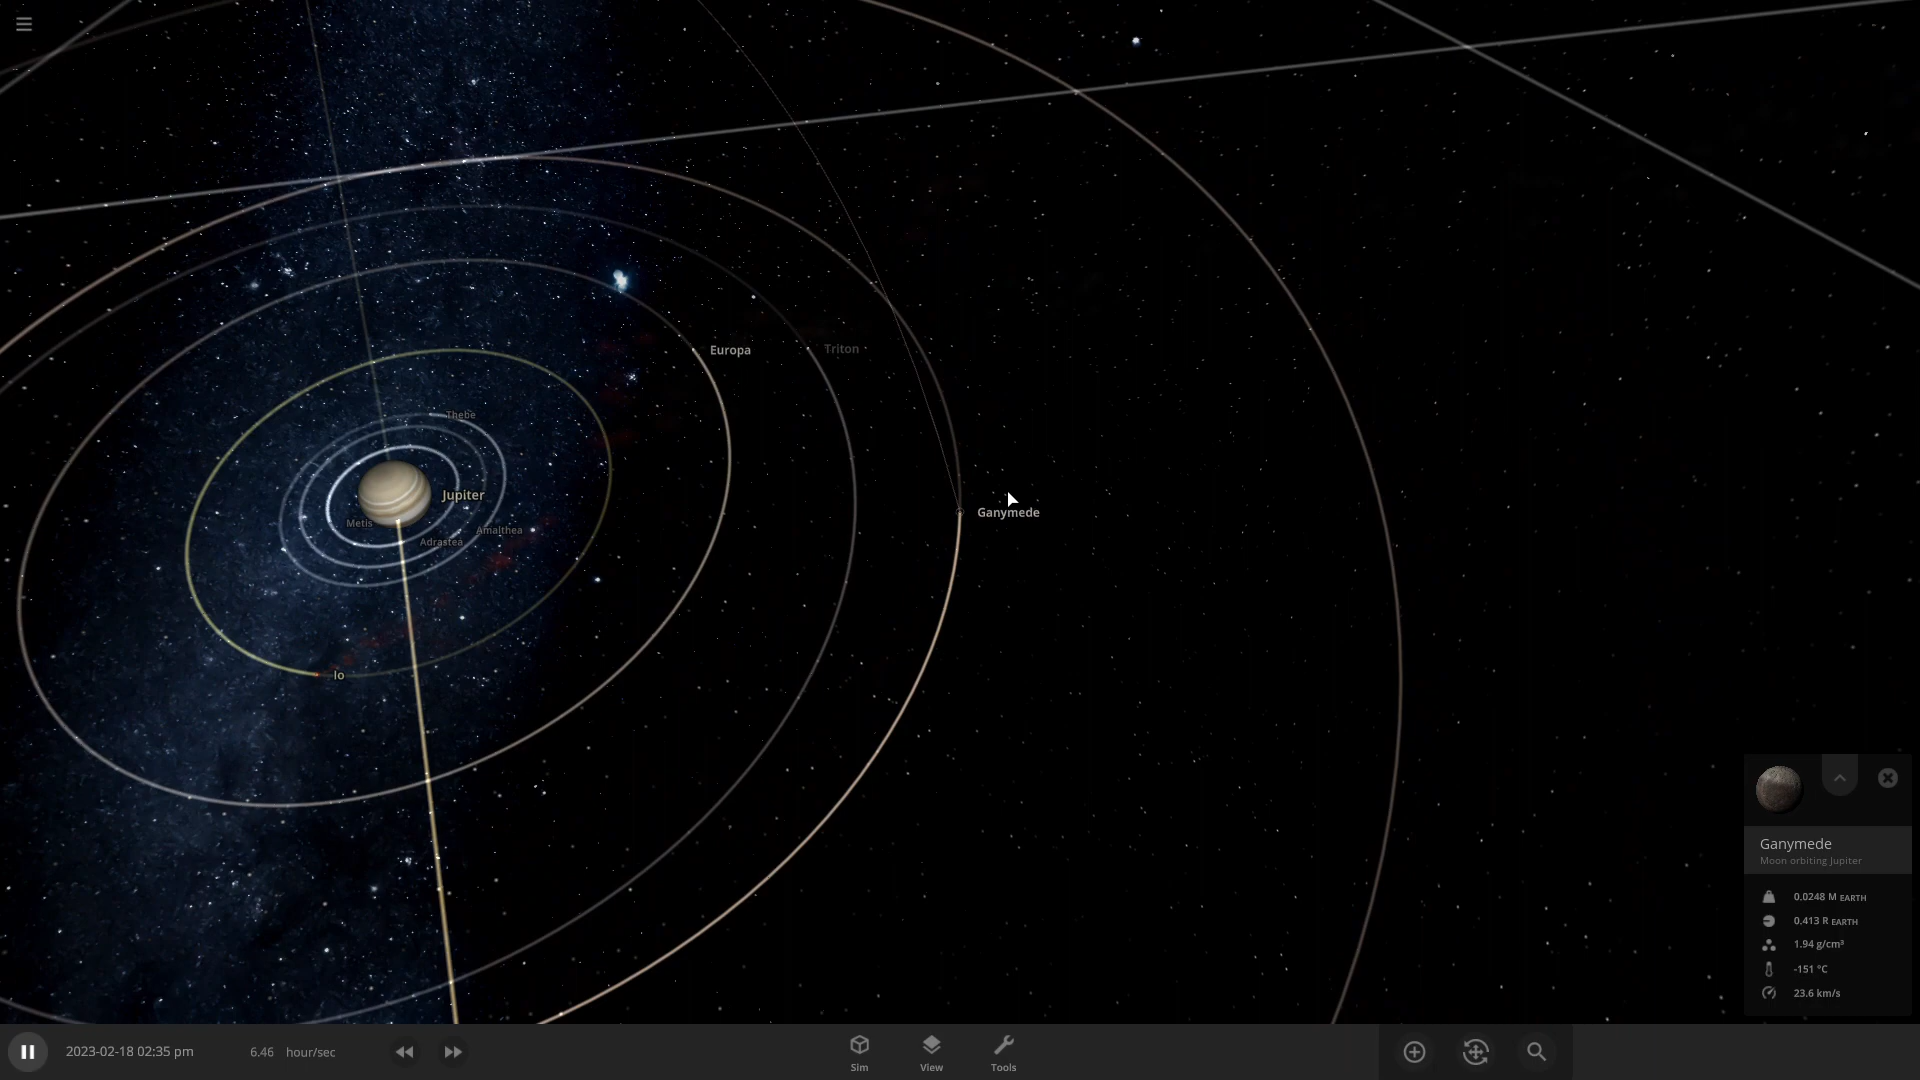 Europa
Triton
Thebe
Jupiter
Metis
Amalthea
Adrastea
Ganymede
Io
Ganymede
Moon orbiting Jupiter
0.0248 M EARTH
0.413 R EARTH
1.94 g/cm³
-151 °C
23.6 km/s
2023-02-18 02:35 pm
6.46 hour/sec
Sim
View
Tools